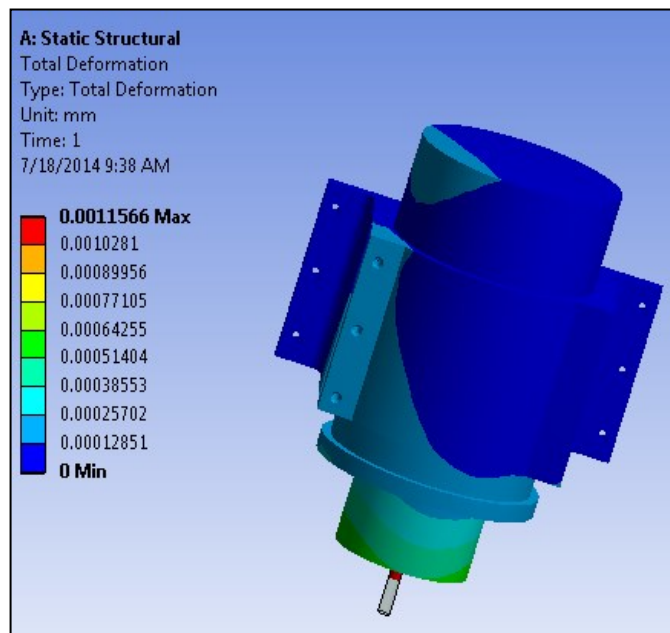 A: Static Structural
Total Deformation
Type: Total Deformation
Unit: mm
Time: 1
7/18/2014 9:38 AM
0.0011566 Max
0.0010281
0.00089956
0.00077105
0.00064255
0.00051404
0.00038553
0.00025702
0.00012851
0 Min